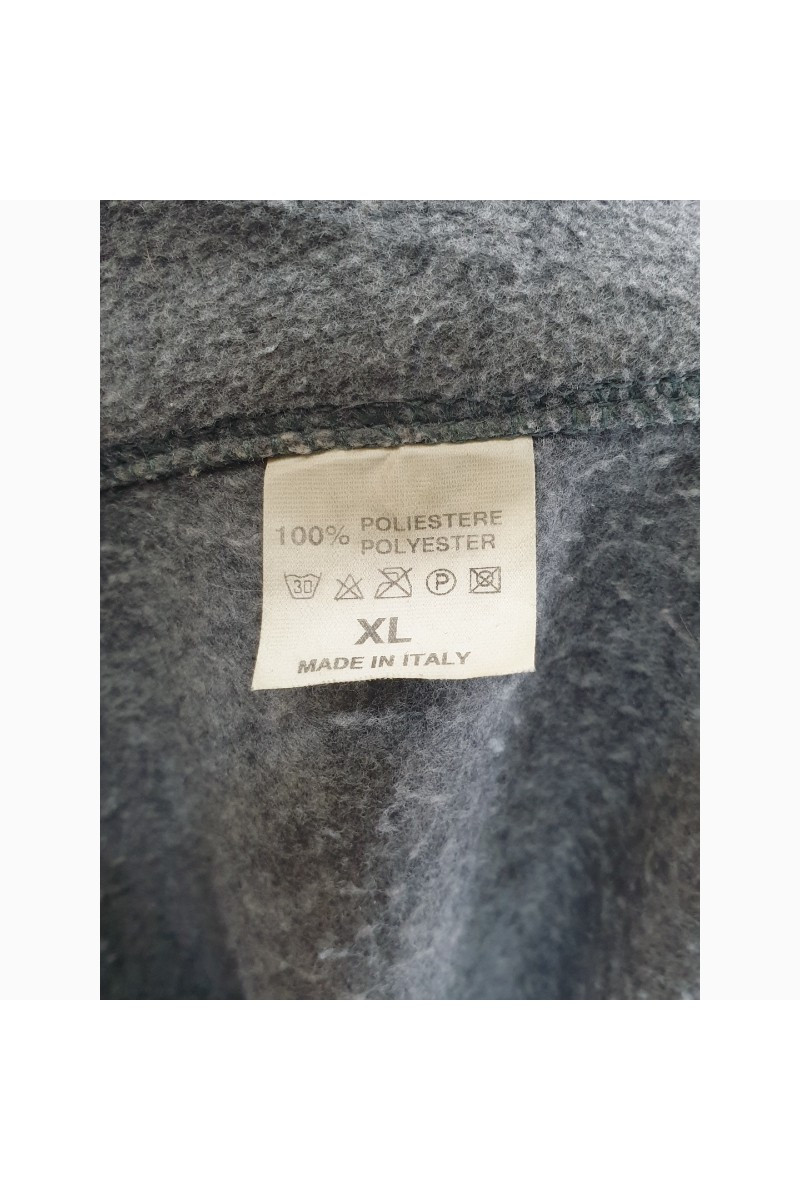 100% POLIESTERE
POLYESTER
30 P
XL
MADE IN ITALY